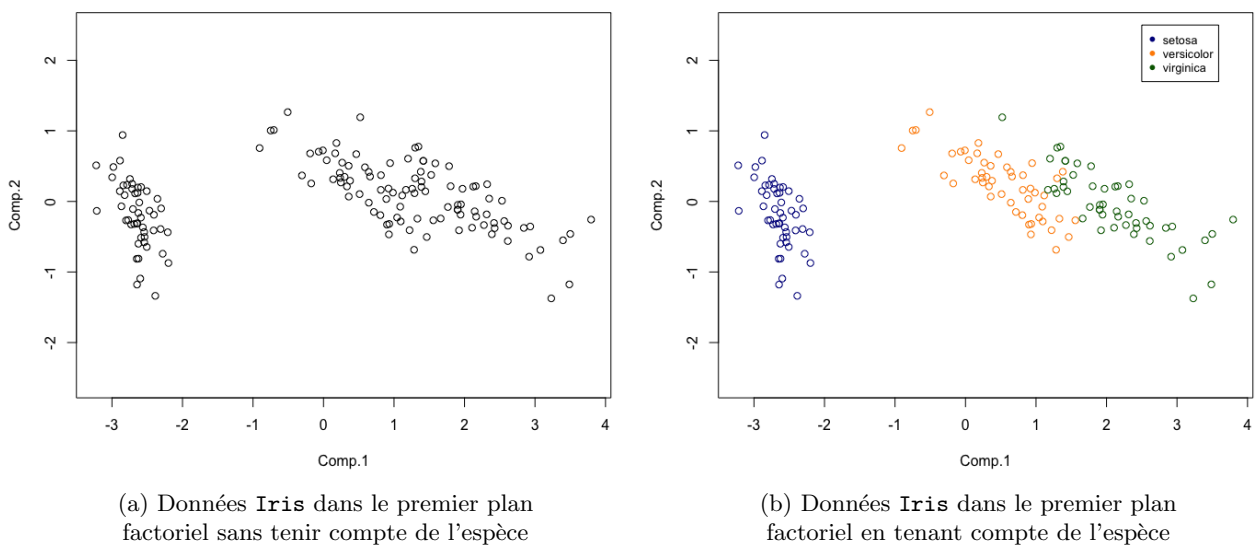 2
1
0
-1
-2
Comp.2
-3 -2 -1 0 1 2 3 4
Comp.1
(a) Données Iris dans le premier plan
factoriel sans tenir compte de l'espèce
setosa
versicolor
virginica
2
1
0
-1
-2
Comp.2
-3 -2 -1 0 1 2 3 4
Comp.1
(b) Données Iris dans le premier plan
factoriel en tenant compte de l'espèce